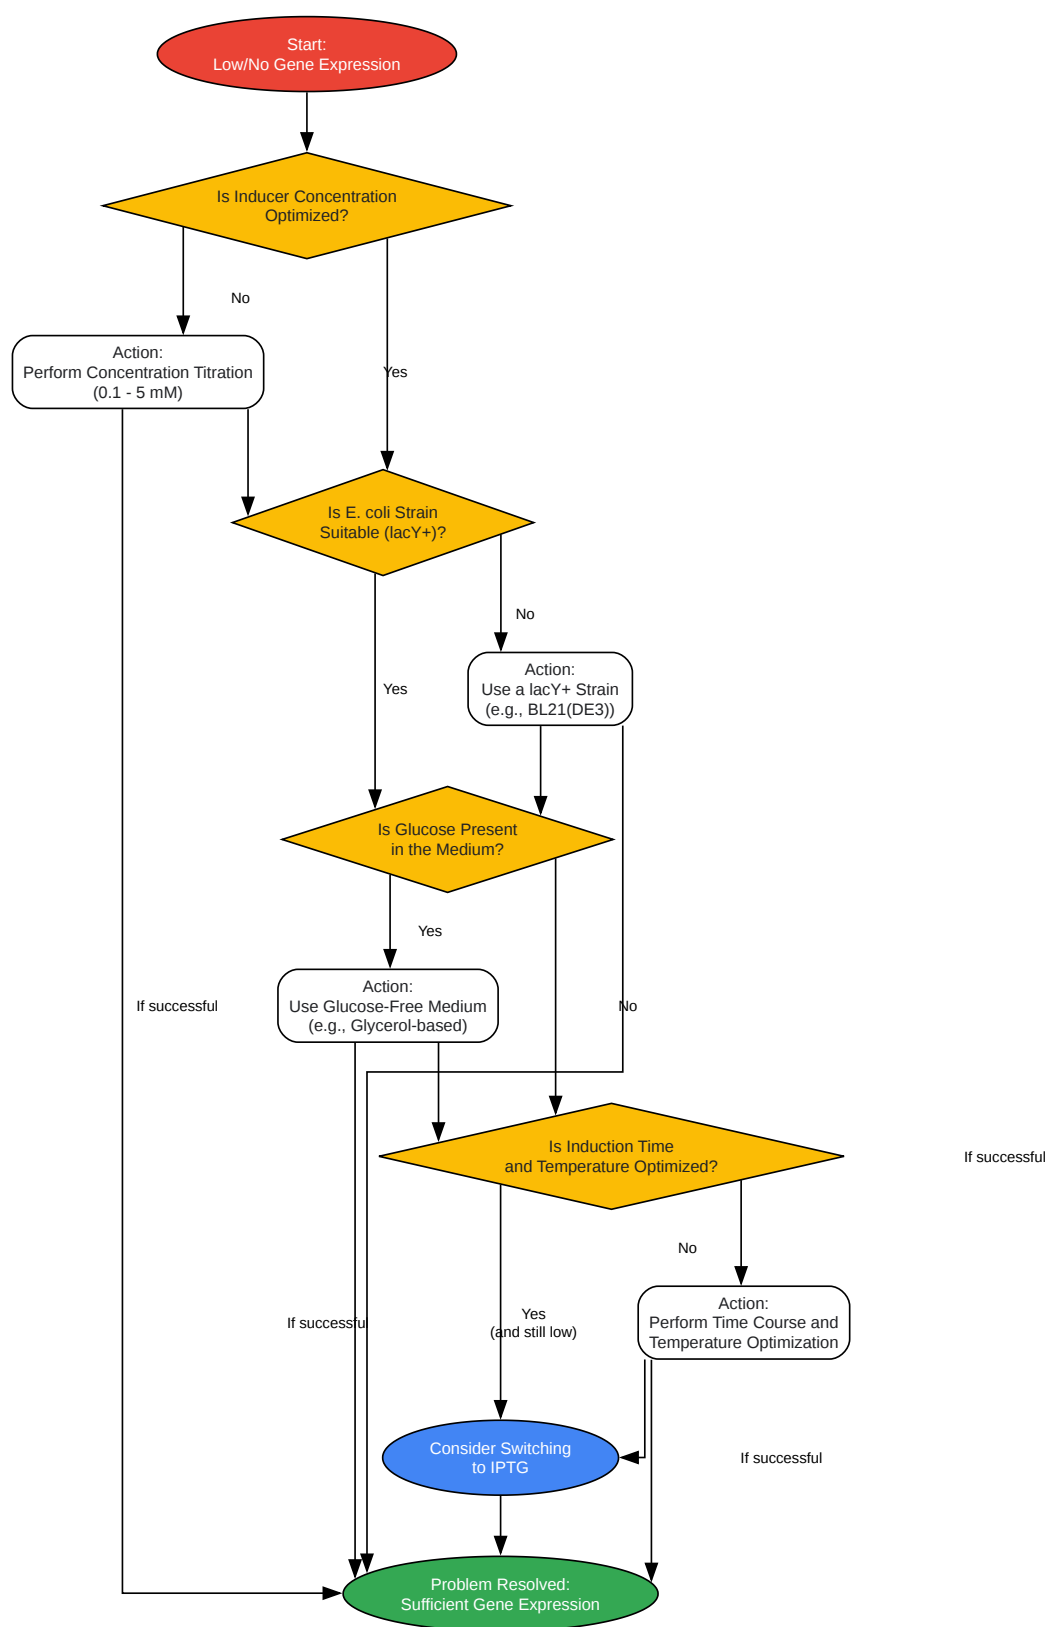 Start:
Low/No Gene Expression
Is Inducer Concentration
Optimized?
No
Action:
Perform Concentration Titration
(0.1 - 5 mM)
Yes
Is E. coli Strain
Suitable (lacY+)?
No
Action:
Use a lacY+ Strain
(e.g., BL21(DE3))
Yes
Is Glucose Present
in the Medium?
Yes
Action:
Use Glucose-Free Medium
(e.g., Glycerol-based)
If successful
No
Is Induction Time
and Temperature Optimized?
If successful
No
Action:
Perform Time Course and
Temperature Optimization
If successful
Yes
(and still low)
Consider Switching
to IPTG
If successful
Problem Resolved:
Sufficient Gene Expression